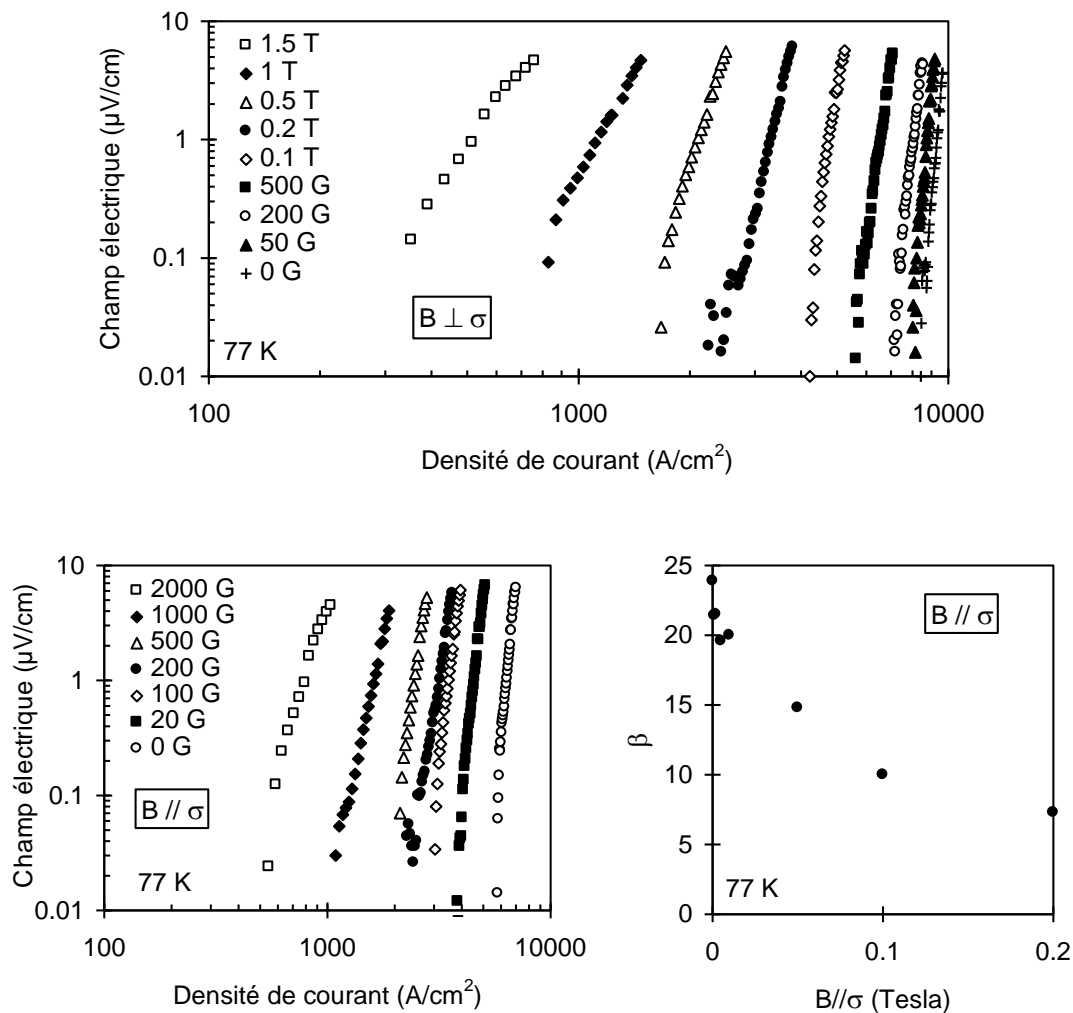 Champ électrique (µV/cm)
10
1
0.1
0.01
1.5 T
1 T
0.5 T
0.2 T
0.1 T
500 G
200 G
50 G
0 G
B ⊥ σ
77 K
100
1000
10000
Densité de courant (A/cm²)
Champ électrique (µV/cm)
10
1
0.1
0.01
2000 G
1000 G
500 G
200 G
100 G
20 G
0 G
B // σ
77 K
100
1000
10000
Densité de courant (A/cm²)
β
25
20
15
10
5
0
B // σ
77 K
0
0.1
0.2
B//σ (Tesla)